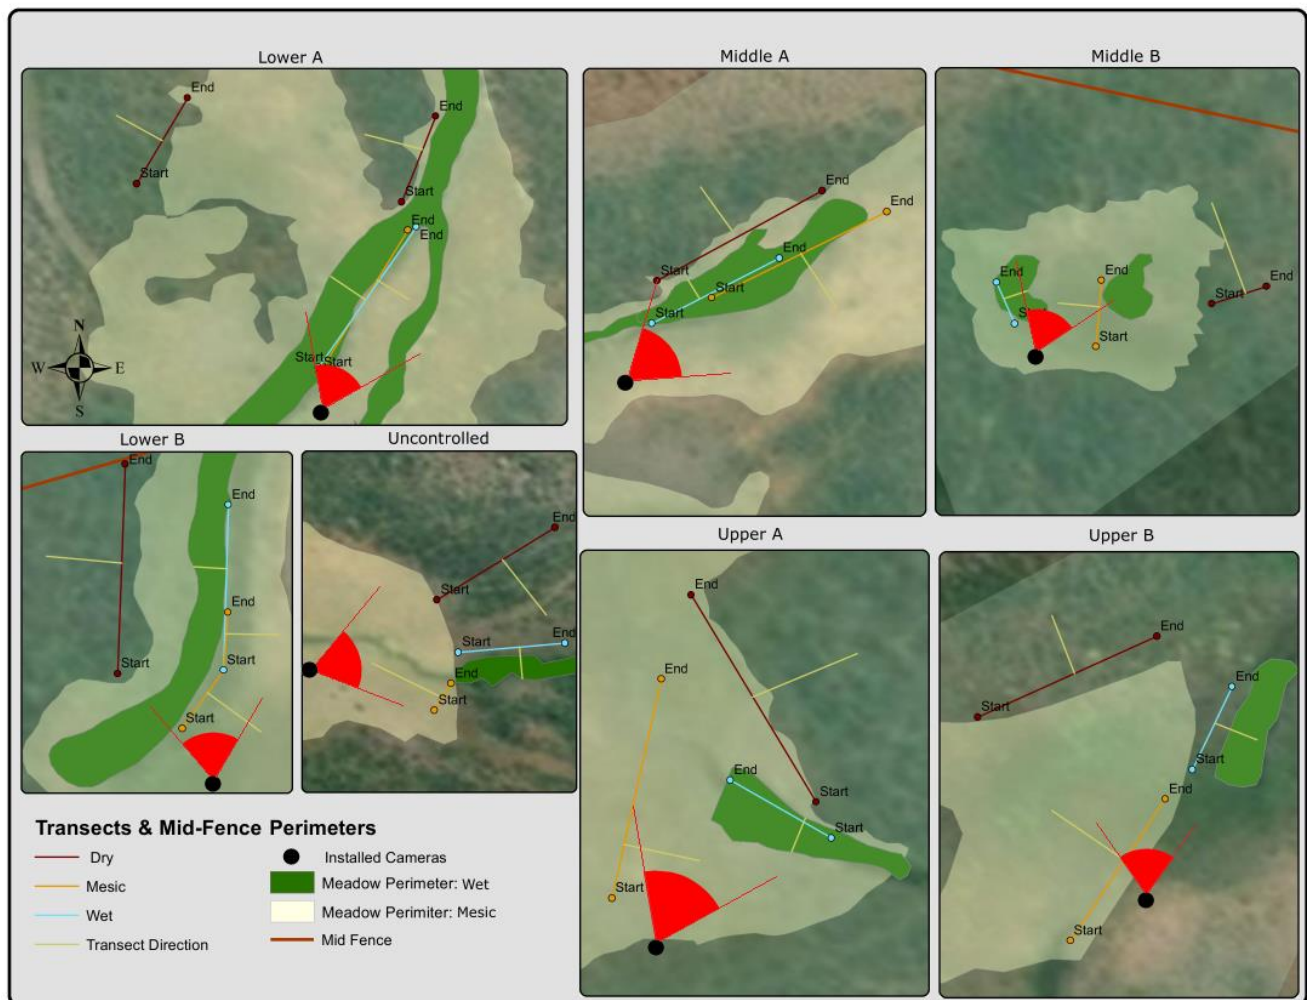 Lower A
End
End
Start
Start
End
End
N
W
E
S
Start
Start
Middle A
End
End
Start
End
Start
Start
Middle B
End
End
End
Start
Start
Start
Lower B
End
End
End
Start
Start
Start
Uncontrolled
End
Start
Start
End
End
Start
Upper A
End
End
End
Start
Start
Start
Upper B
End
End
Start
Start
End
Start
Transects & Mid-Fence Perimeters
Dry
Mesic
Wet
Transect Direction
Installed Cameras
Meadow Perimeter: Wet
Meadow Perimiter: Mesic
Mid Fence